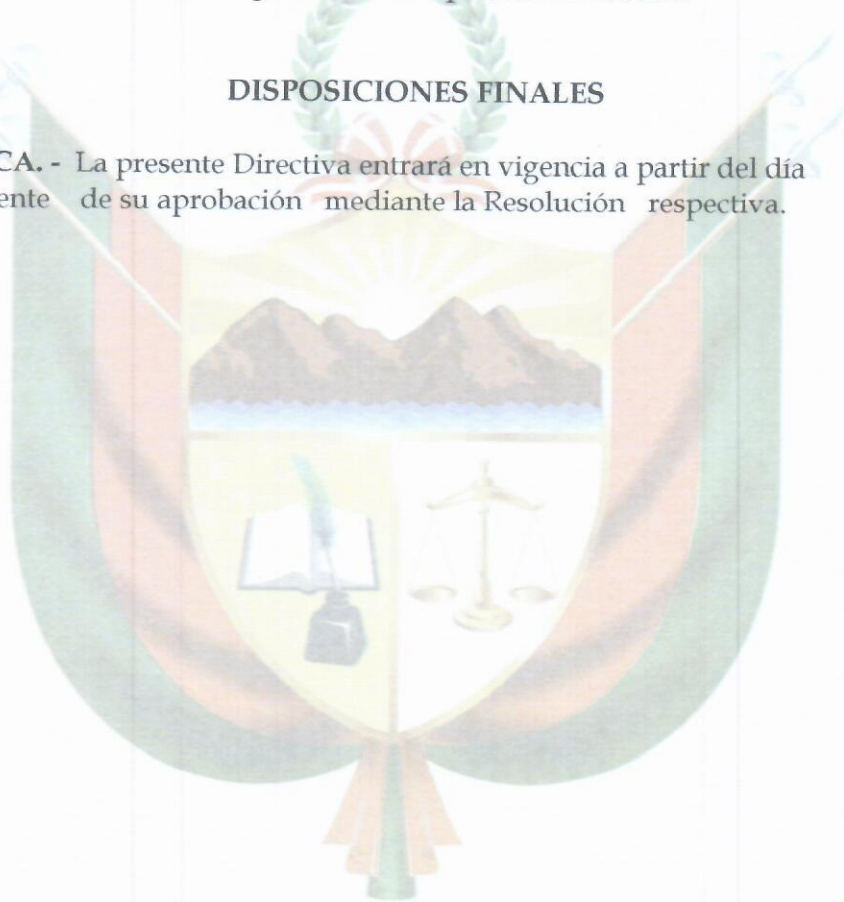 DISPOSICIONES FINALES
CA. - La presente Directiva entrará en vigencia a partir del día
ente de su aprobación mediante la Resolución respectiva.